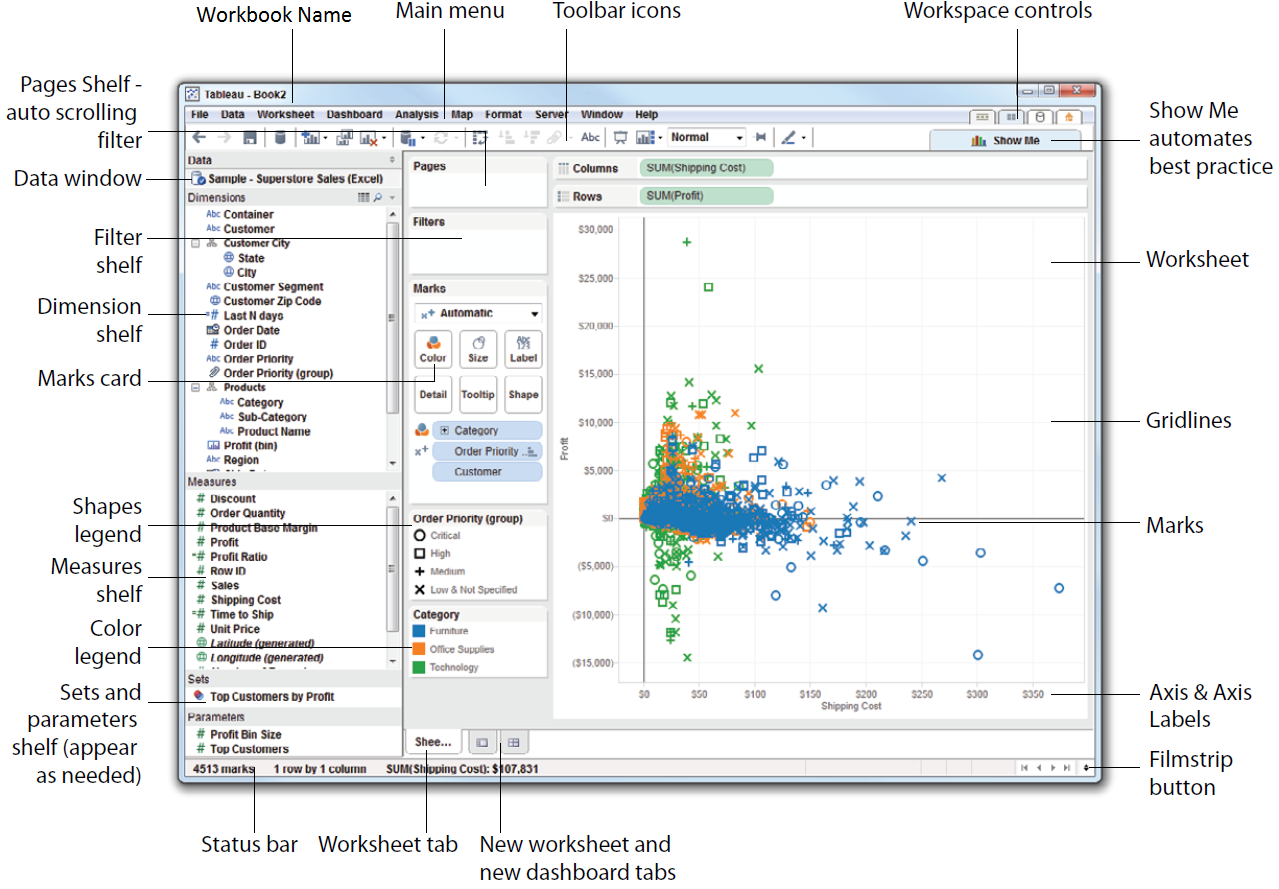 Workbook Name
Main menu
Toolbar icons
Workspace controls
Pages Shelf -
auto scrolling
filter
Data window
Filter
shelf
Dimension
shelf
Marks card
Shapes
legend
Measures
shelf
Color
legend
Sets and
parameters
shelf (appear
as needed)
Tableau - Book2
File Data Worksheet Dashboard Analysis Map Format Server Window Help
Abc Normal
Show Me
Data
Sample - Superstore Sales (Excel)
Dimensions
Abc Container
Abc Customer
Customer City
State
City
Abc Customer Segment
Customer Zip Code
=# Last N days
Order Date
# Order ID
Abc Order Priority
Order Priority (group)
Products
Abc Category
Abc Sub-Category
Abc Product Name
Profit (bin)
Abc Region
Measures
# Discount
# Order Quantity
# Product Base Margin
# Profit
=# Profit Ratio
# Row ID
# Sales
# Shipping Cost
=# Time to Ship
# Unit Price
Latitude (generated)
Longitude (generated)
Sets
Top Customers by Profit
Parameters
# Profit Bin Size
# Top Customers
Pages
Filters
Marks
Automatic
Color Size Label
Detail Tooltip Shape
Category
Order Priority ..
Customer
Order Priority (group)
Critical
High
Medium
Low & Not Specified
Category
Furniture
Office Supplies
Technology
Columns SUM(Shipping Cost)
Rows SUM(Profit)
$30,000
$25,000
$20,000
$15,000
$10,000
$5,000
$0
($5,000)
($10,000)
($15,000)
Profit
$0 $50 $100 $150 $200 $250 $300 $350
Shipping Cost
Shee...
4513 marks 1 row by 1 column SUM(Shipping Cost): $107,831
Show Me
automates
best practice
Worksheet
Gridlines
Marks
Axis & Axis
Labels
Filmstrip
button
Status bar
Worksheet tab
New worksheet and
new dashboard tabs